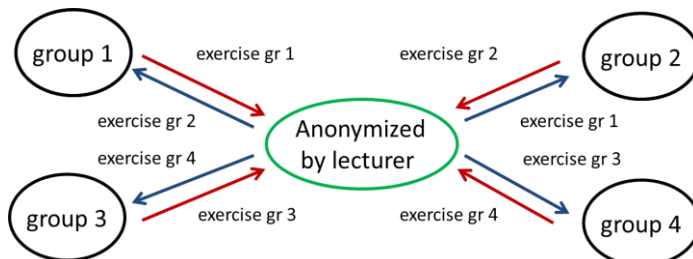 group 1
exercise gr 1
exercise gr 2
group 2
exercise gr 2
exercise gr 1
Anonymized
by lecturer
exercise gr 4
group 3
exercise gr 3
exercise gr 3
exercise gr 4
group 4